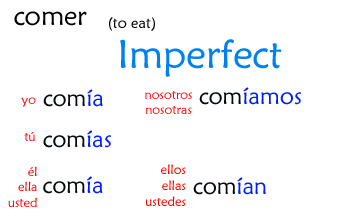 comer (to eat)
Imperfect
yo comía
nosotros
nosotras comíamos
tú comías
él
ella
usted comía
ellos
ellas
ustedes comían